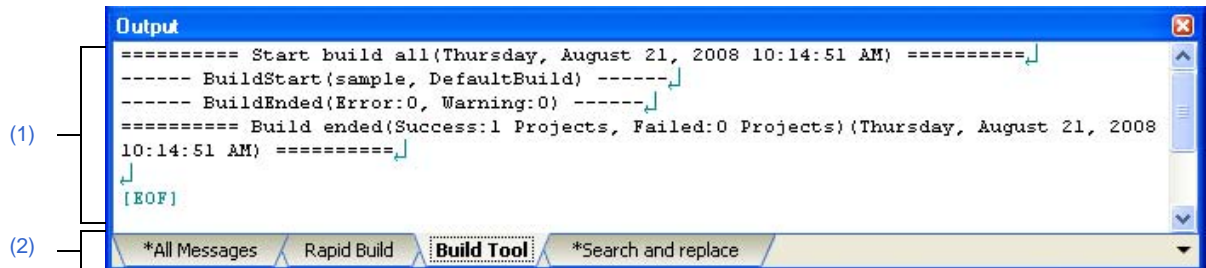 Output
========== Start build all(Thursday, August 21, 2008 10:14:51 AM) ==========
------ BuildStart(sample, DefaultBuild) ------
------ BuildEnded(Error:0, Warning:0) ------
(1)
========== Build ended(Success:1 Projects, Failed:0 Projects)(Thursday, August 21, 2008
10:14:51 AM) ==========
[EOF]
(2)
*All Messages Rapid Build Build Tool *Search and replace